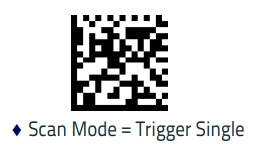 ♦ Scan Mode = Trigger Single